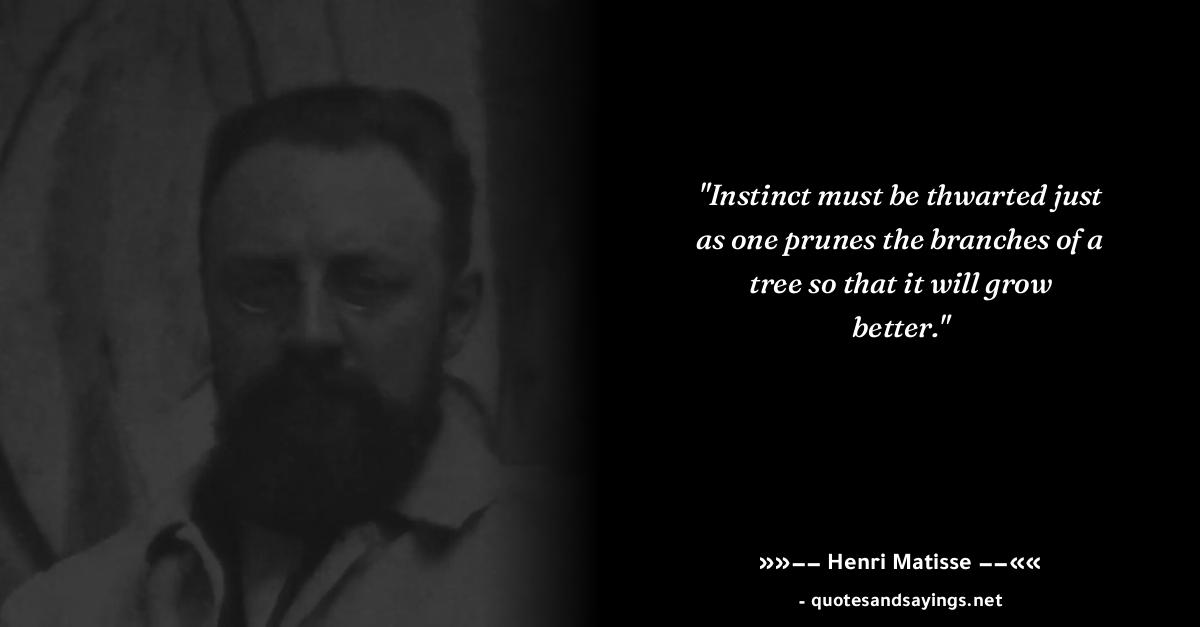 "Instinct must be thwarted just
as one prunes the branches of a
tree so that it will grow
better."
»»−− Henri Matisse −−««
- quotesandsayings.net